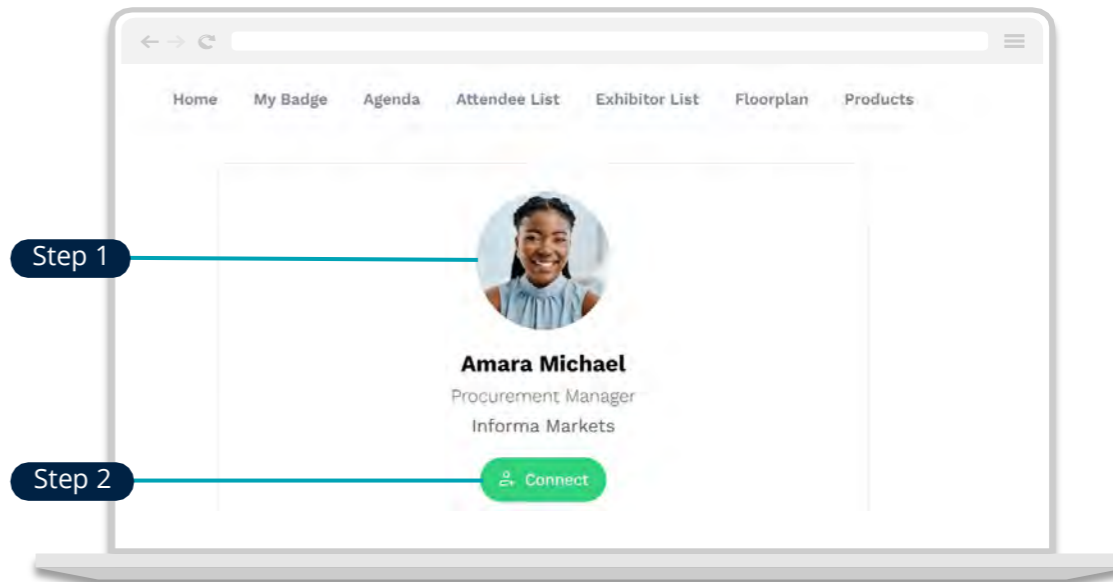 Home My Badge Agenda Attendee List Exhibitor List Floorplan Products
Step 1
Amara Michael
Procurement Manager
Informa Markets
Step 2
Connect